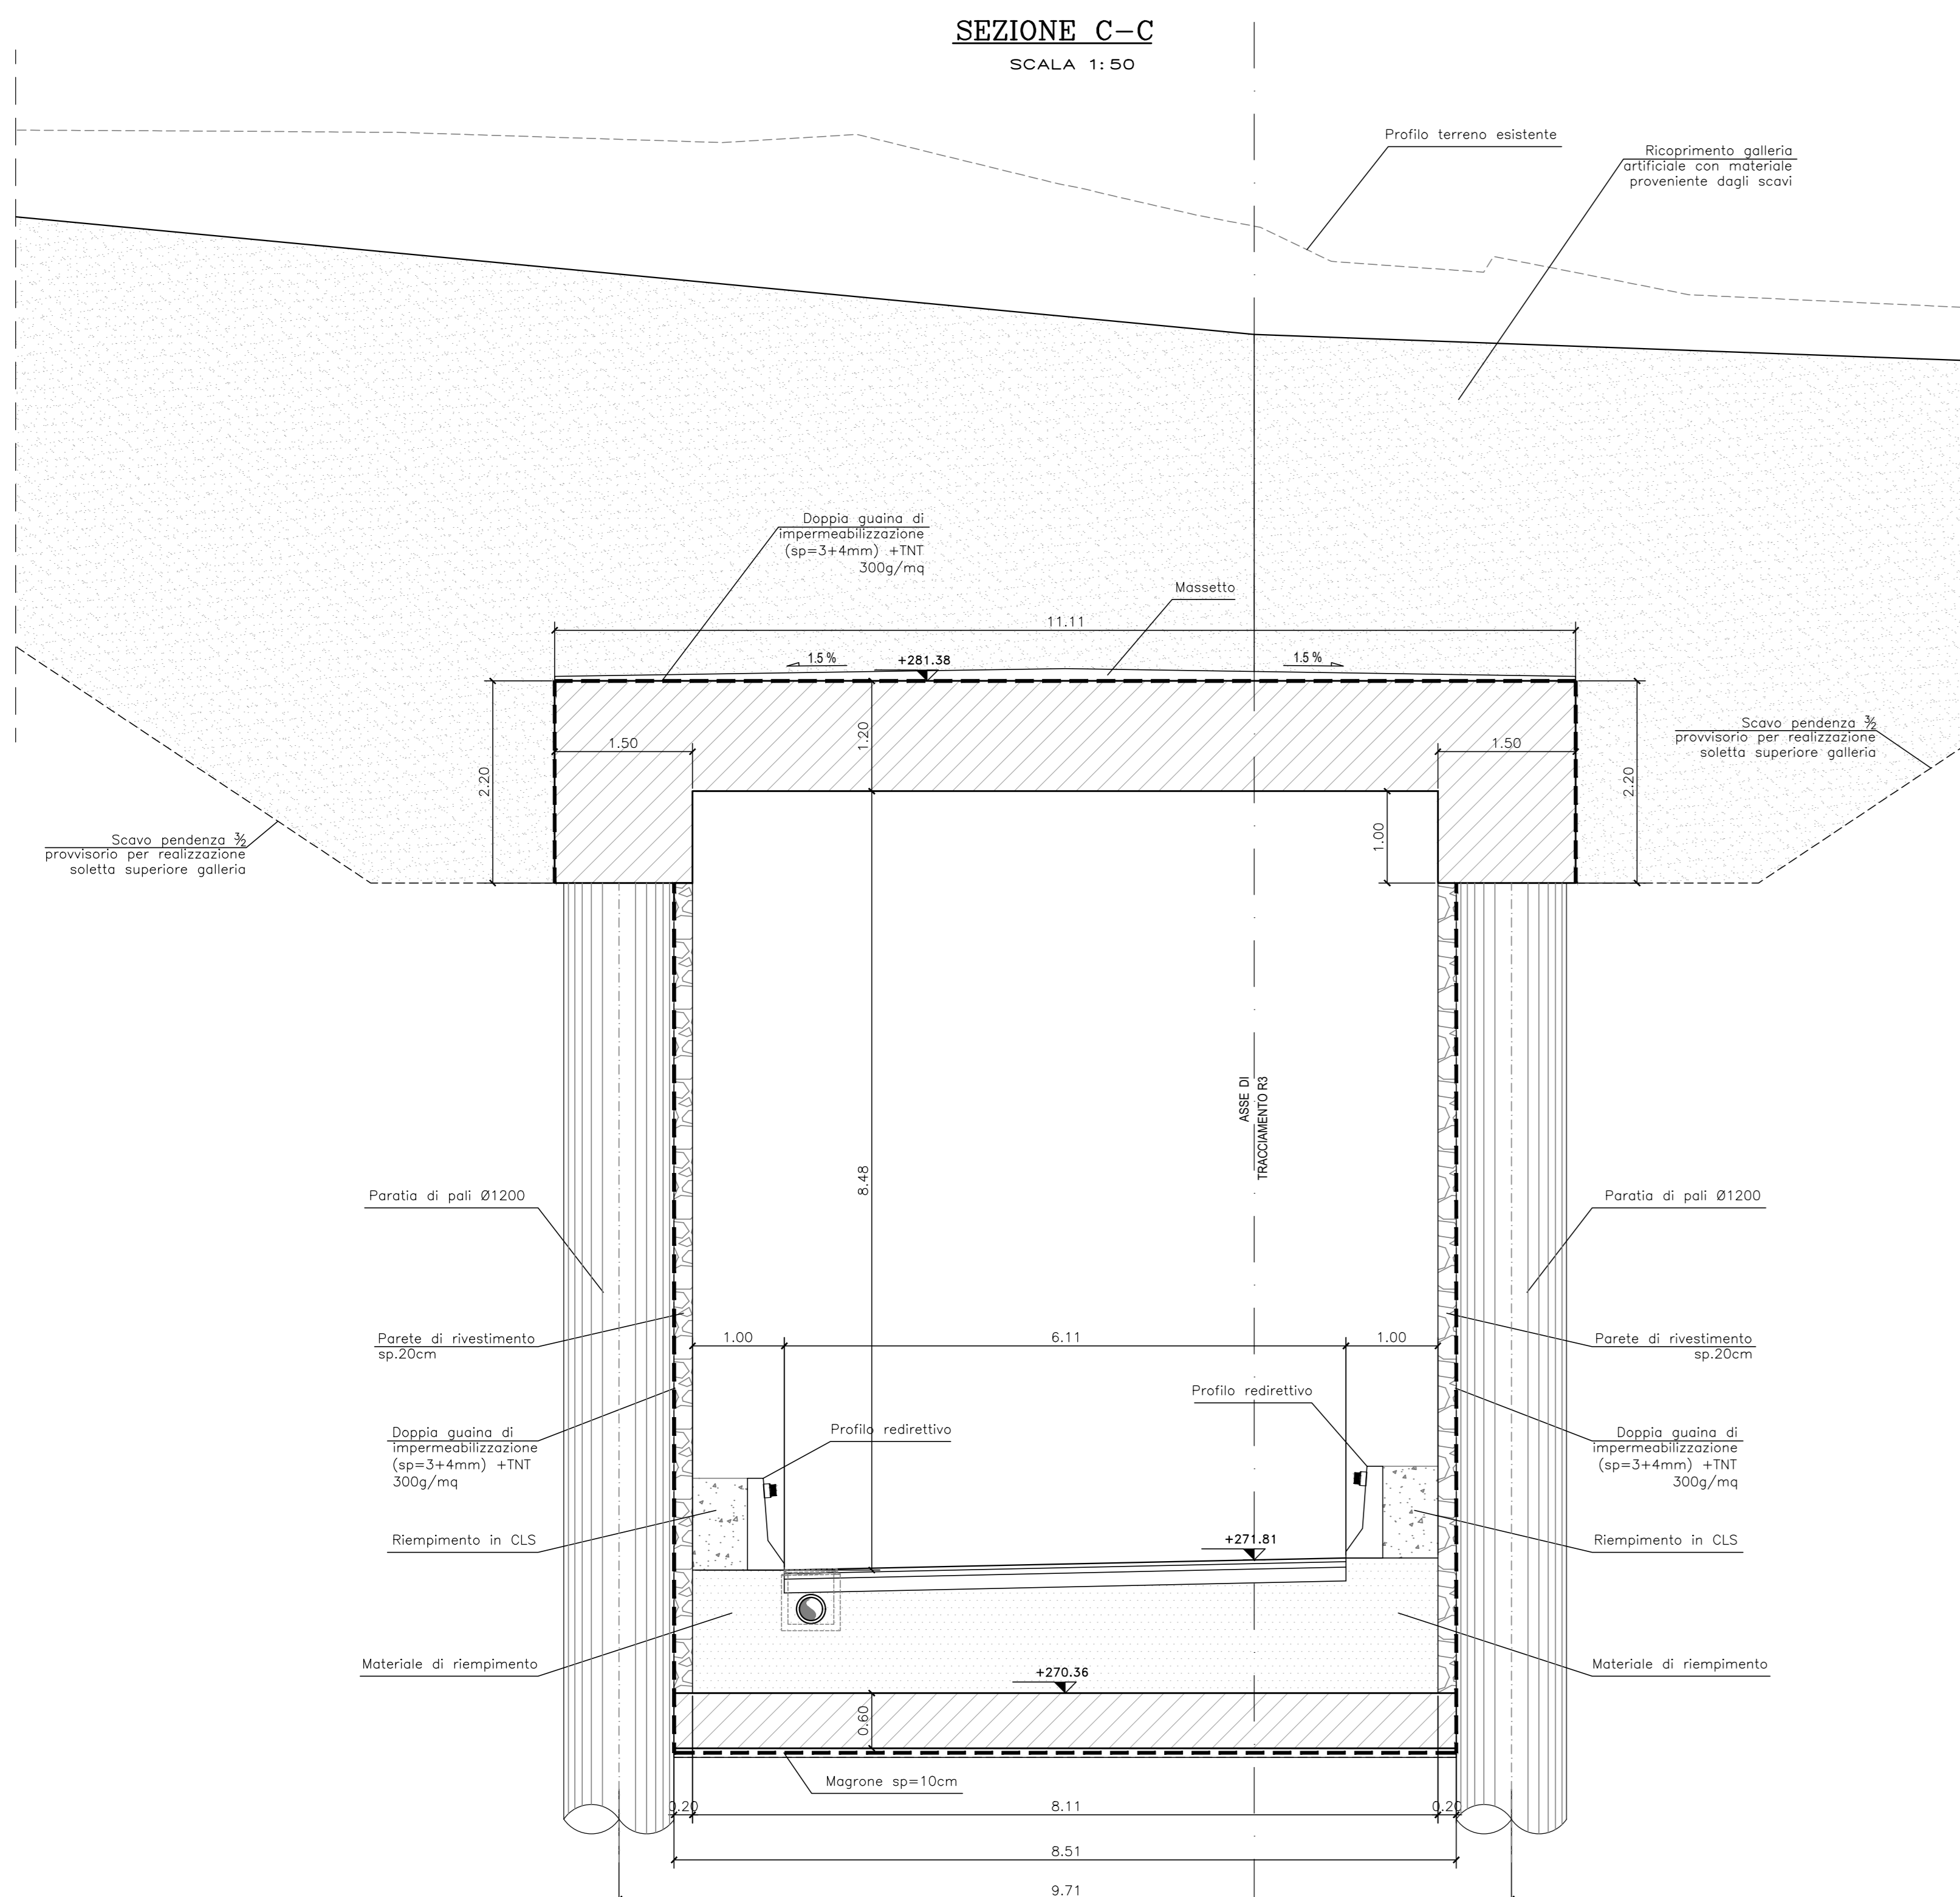 SEZIONE C-C
SCALA 1:50
Profilo terreno esistente
Ricoprimento galleria
artificiale con materiale
proveniente dagli scavi
Doppia guaina di
impermeabilizzazione
(sp=3+4mm) +TNT
300g/mq
Massetto
11.11
1.5 %
+281.38
1.5 %
1.20
1.50
1.50
2.20
2.20
Scavo pendenza 3/2
provvisorio per realizzazione
soletta superiore galleria
1.00
Scavo pendenza 3/2
provvisorio per realizzazione
soletta superiore galleria
ASSE DI
TRACCIAMENTO R3
8.48
Paratia di pali Ø1200
Paratia di pali Ø1200
Parete di rivestimento
sp.20cm
1.00
6.11
1.00
Parete di rivestimento
sp.20cm
Profilo redirettivo
Profilo redirettivo
Doppia guaina di
impermeabilizzazione
(sp=3+4mm) +TNT
300g/mq
Doppia guaina di
impermeabilizzazione
(sp=3+4mm) +TNT
300g/mq
Riempimento in CLS
+271.81
Riempimento in CLS
Materiale di riempimento
+270.36
Materiale di riempimento
0.60
Magrone sp=10cm
0.20
8.11
0.20
8.51
9.71